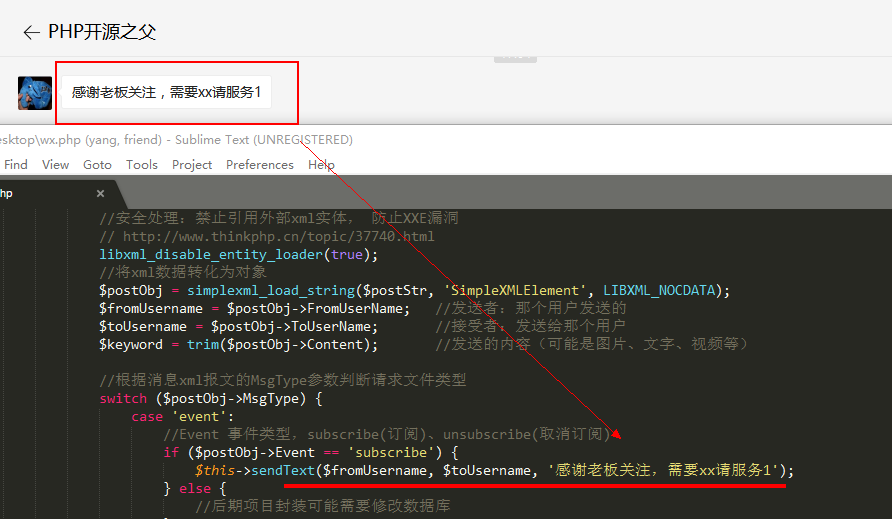 ← PHP开源之父
感谢老板关注，需要xx请服务1
esktop\wx.php (yang, friend) - Sublime Text (UNREGISTERED)
Find View Goto Tools Project Preferences Help
hp ×
//安全处理：禁止引用外部xml实体， 防止XXE漏洞
// http://www.thinkphp.cn/topic/37740.html
libxml_disable_entity_loader(true);
//将xml数据转化为对象
$postObj = simplexml_load_string($postStr, 'SimpleXMLElement', LIBXML_NOCDATA);
$fromUsername = $postObj->FromUserName; //发送者：那个用户发送的
$toUsername = $postObj->ToUserName; //接受者：发送给那个用户
$keyword = trim($postObj->Content); //发送的内容（可能是图片、文字、视频等）
//根据消息xml报文的MsgType参数判断请求文件类型
switch ($postObj->MsgType) {
case 'event':
//Event 事件类型，subscribe(订阅)、unsubscribe(取消订阅)
if ($postObj->Event == 'subscribe') {
$this->sendText($fromUsername, $toUsername, '感谢老板关注，需要xx请服务1');
} else {
//后期项目封装可能需要修改数据库